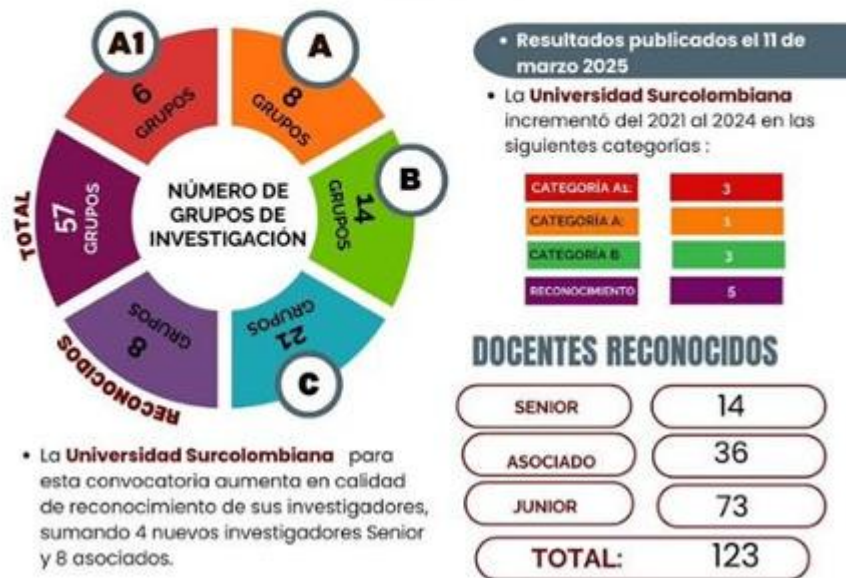 A1
6
GRUPOS
A
8
GRUPOS
B
14
GRUPOS
C
21
GRUPOS
RECONOCIDOS
8
GRUPOS
TOTAL
57
GRUPOS
NÚMERO DE
GRUPOS DE
INVESTIGACIÓN
• La Universidad Surcolombiana para
esta convocatoria aumenta en calidad
de reconocimiento de sus investigadores,
sumando 4 nuevos investigadores Senior
y 8 asociados.
• Resultados publicados el 11 de
marzo 2025
• La Universidad Surcolombiana
incrementó del 2021 al 2024 en las
siguientes categorías :
CATEGORÍA A1: 3
CATEGORÍA A: 1
CATEGORÍA B 3
RECONOCIMIENTO 5
DOCENTES RECONOCIDOS
SENIOR 14
ASOCIADO 36
JUNIOR 73
TOTAL: 123